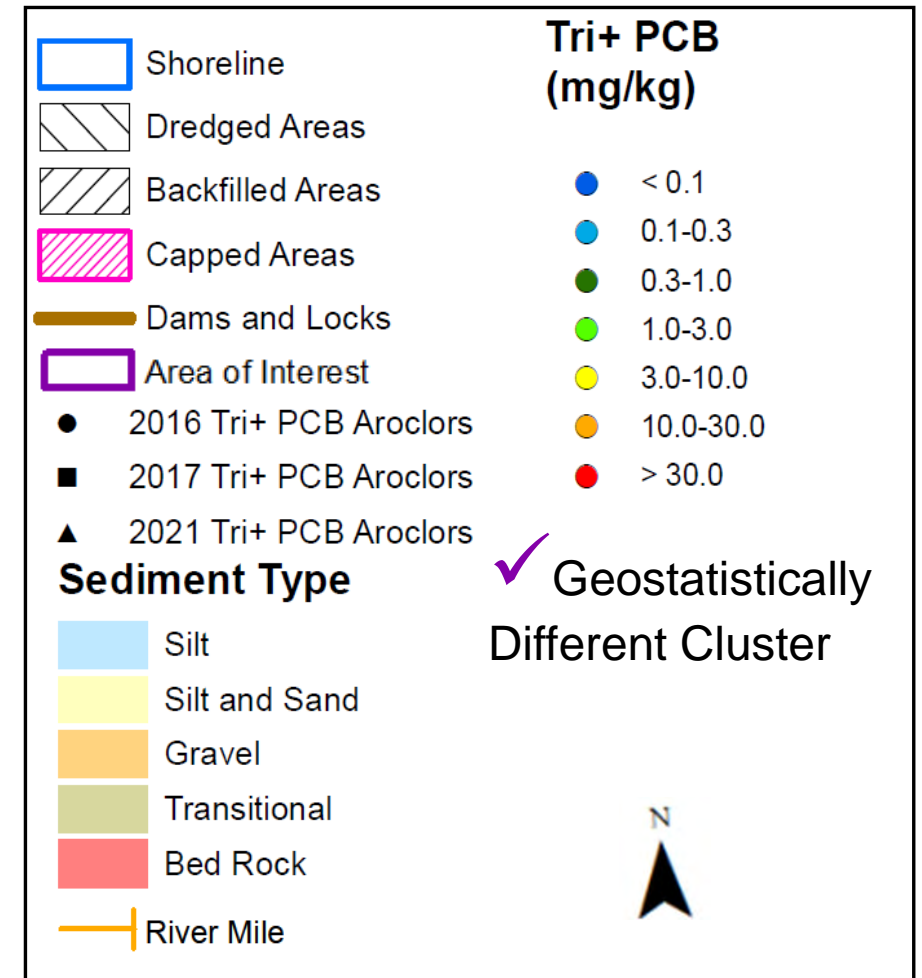 Shoreline
Dredged Areas
Backfilled Areas
Capped Areas
Dams and Locks
Area of Interest
2016 Tri+ PCB Aroclors
2017 Tri+ PCB Aroclors
2021 Tri+ PCB Aroclors
Sediment Type
Silt
Silt and Sand
Gravel
Transitional
Bed Rock
River Mile
Tri+ PCB
(mg/kg)
< 0.1
0.1-0.3
0.3-1.0
1.0-3.0
3.0-10.0
10.0-30.0
> 30.0
Geostatistically
Different Cluster
N